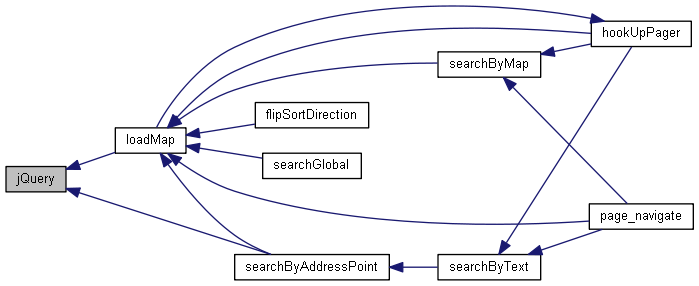 hookUpPager
searchByMap
flipSortDirection
loadMap
searchGlobal
jQuery
page_navigate
searchByAddressPoint
searchByText